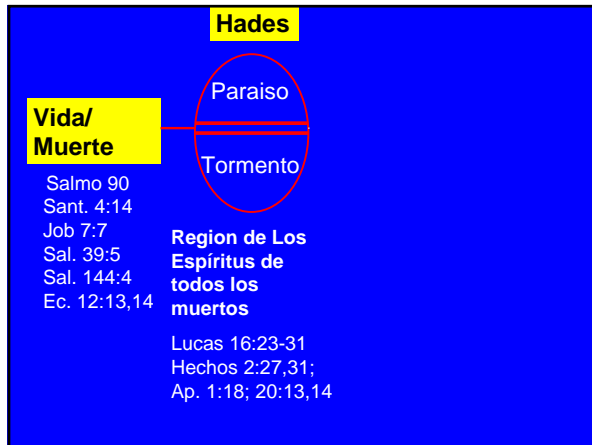 Hades
Paraiso
Vida/
Muerte
Tormento
Salmo 90
Sant. 4:14
Job 7:7
Sal. 39:5
Sal. 144:4
Ec. 12:13,14
Region de Los
Espíritus de
todos los
muertos
Lucas 16:23-31
Hechos 2:27,31;
Ap. 1:18; 20:13,14